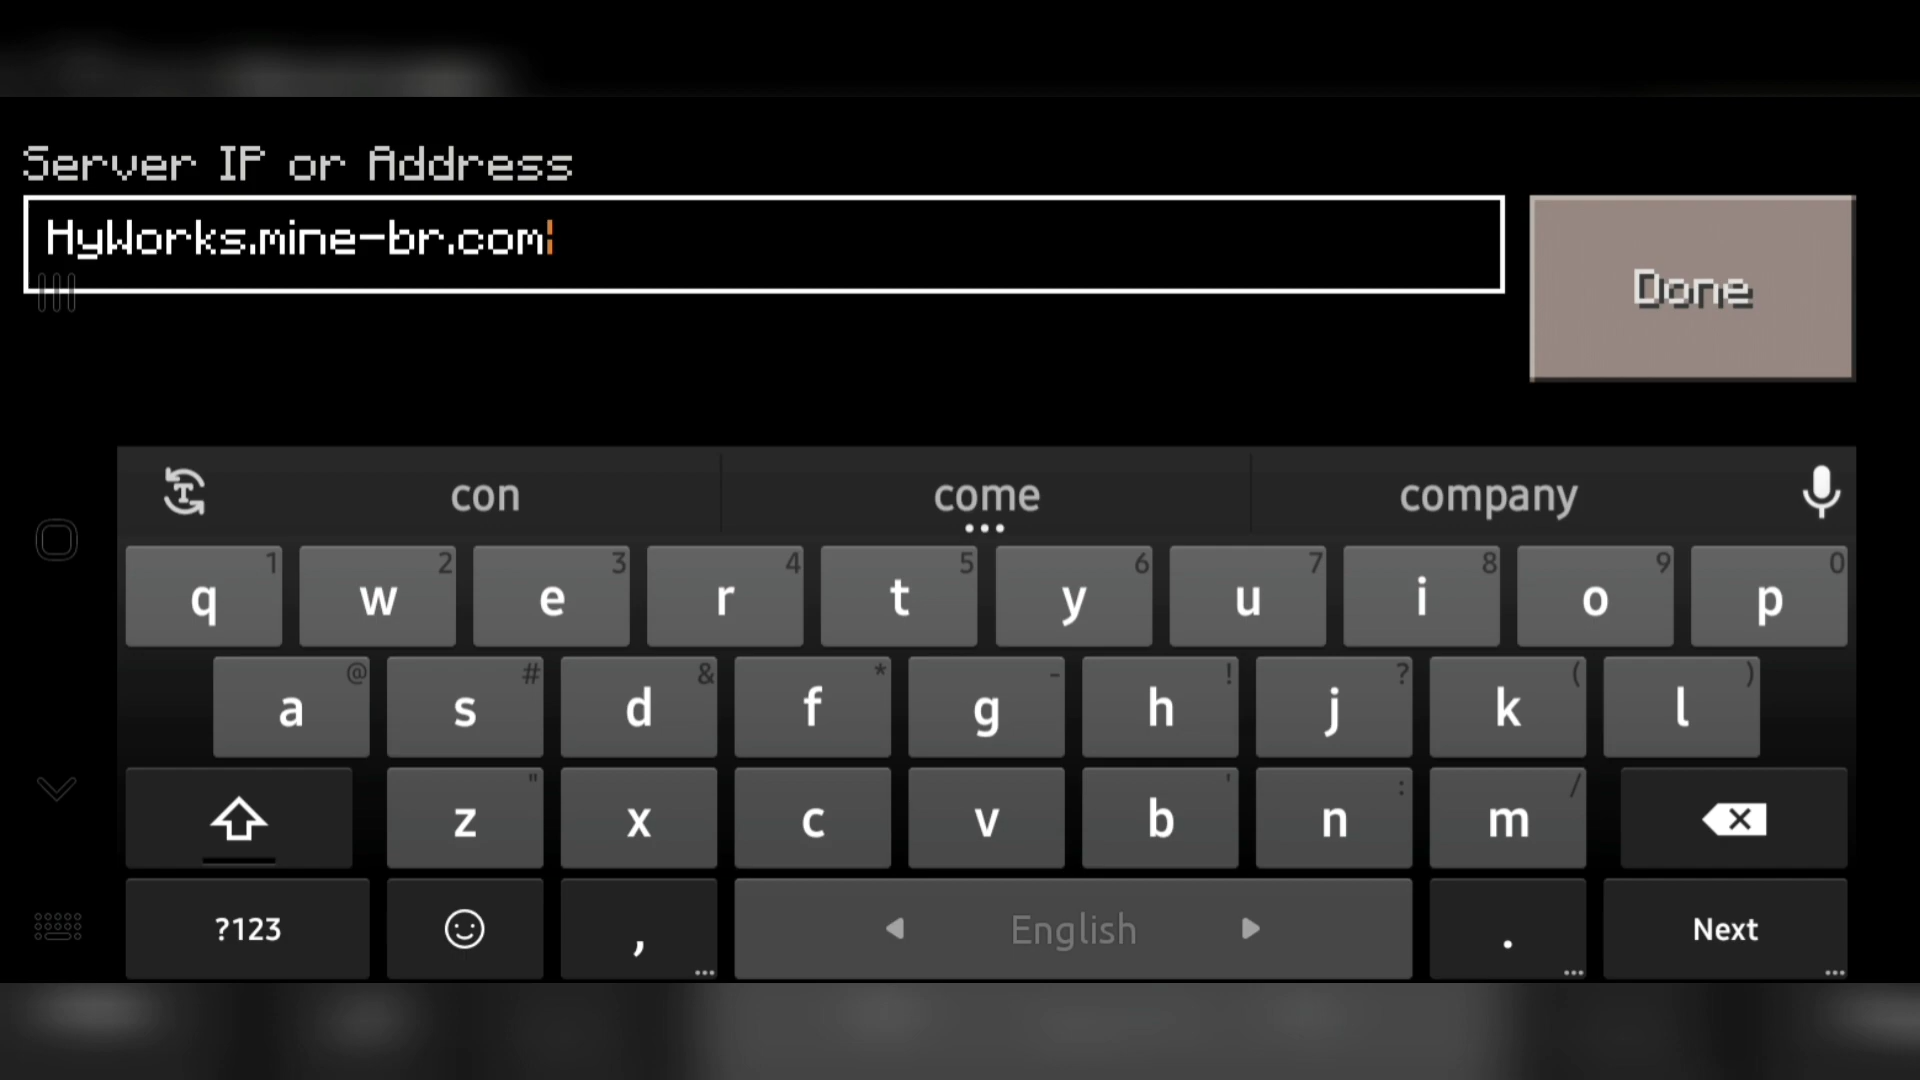 Server IP or Address
HyWorks.mine-br.com
Done
con come company
q 1 w 2 e 3 r 4 t 5 y 6 u 7 i 8 o 9 p 0
a @ s # d & f * g - h ! j ? k ( l )
z " x c v b ' n : m /
?123 , English . Next